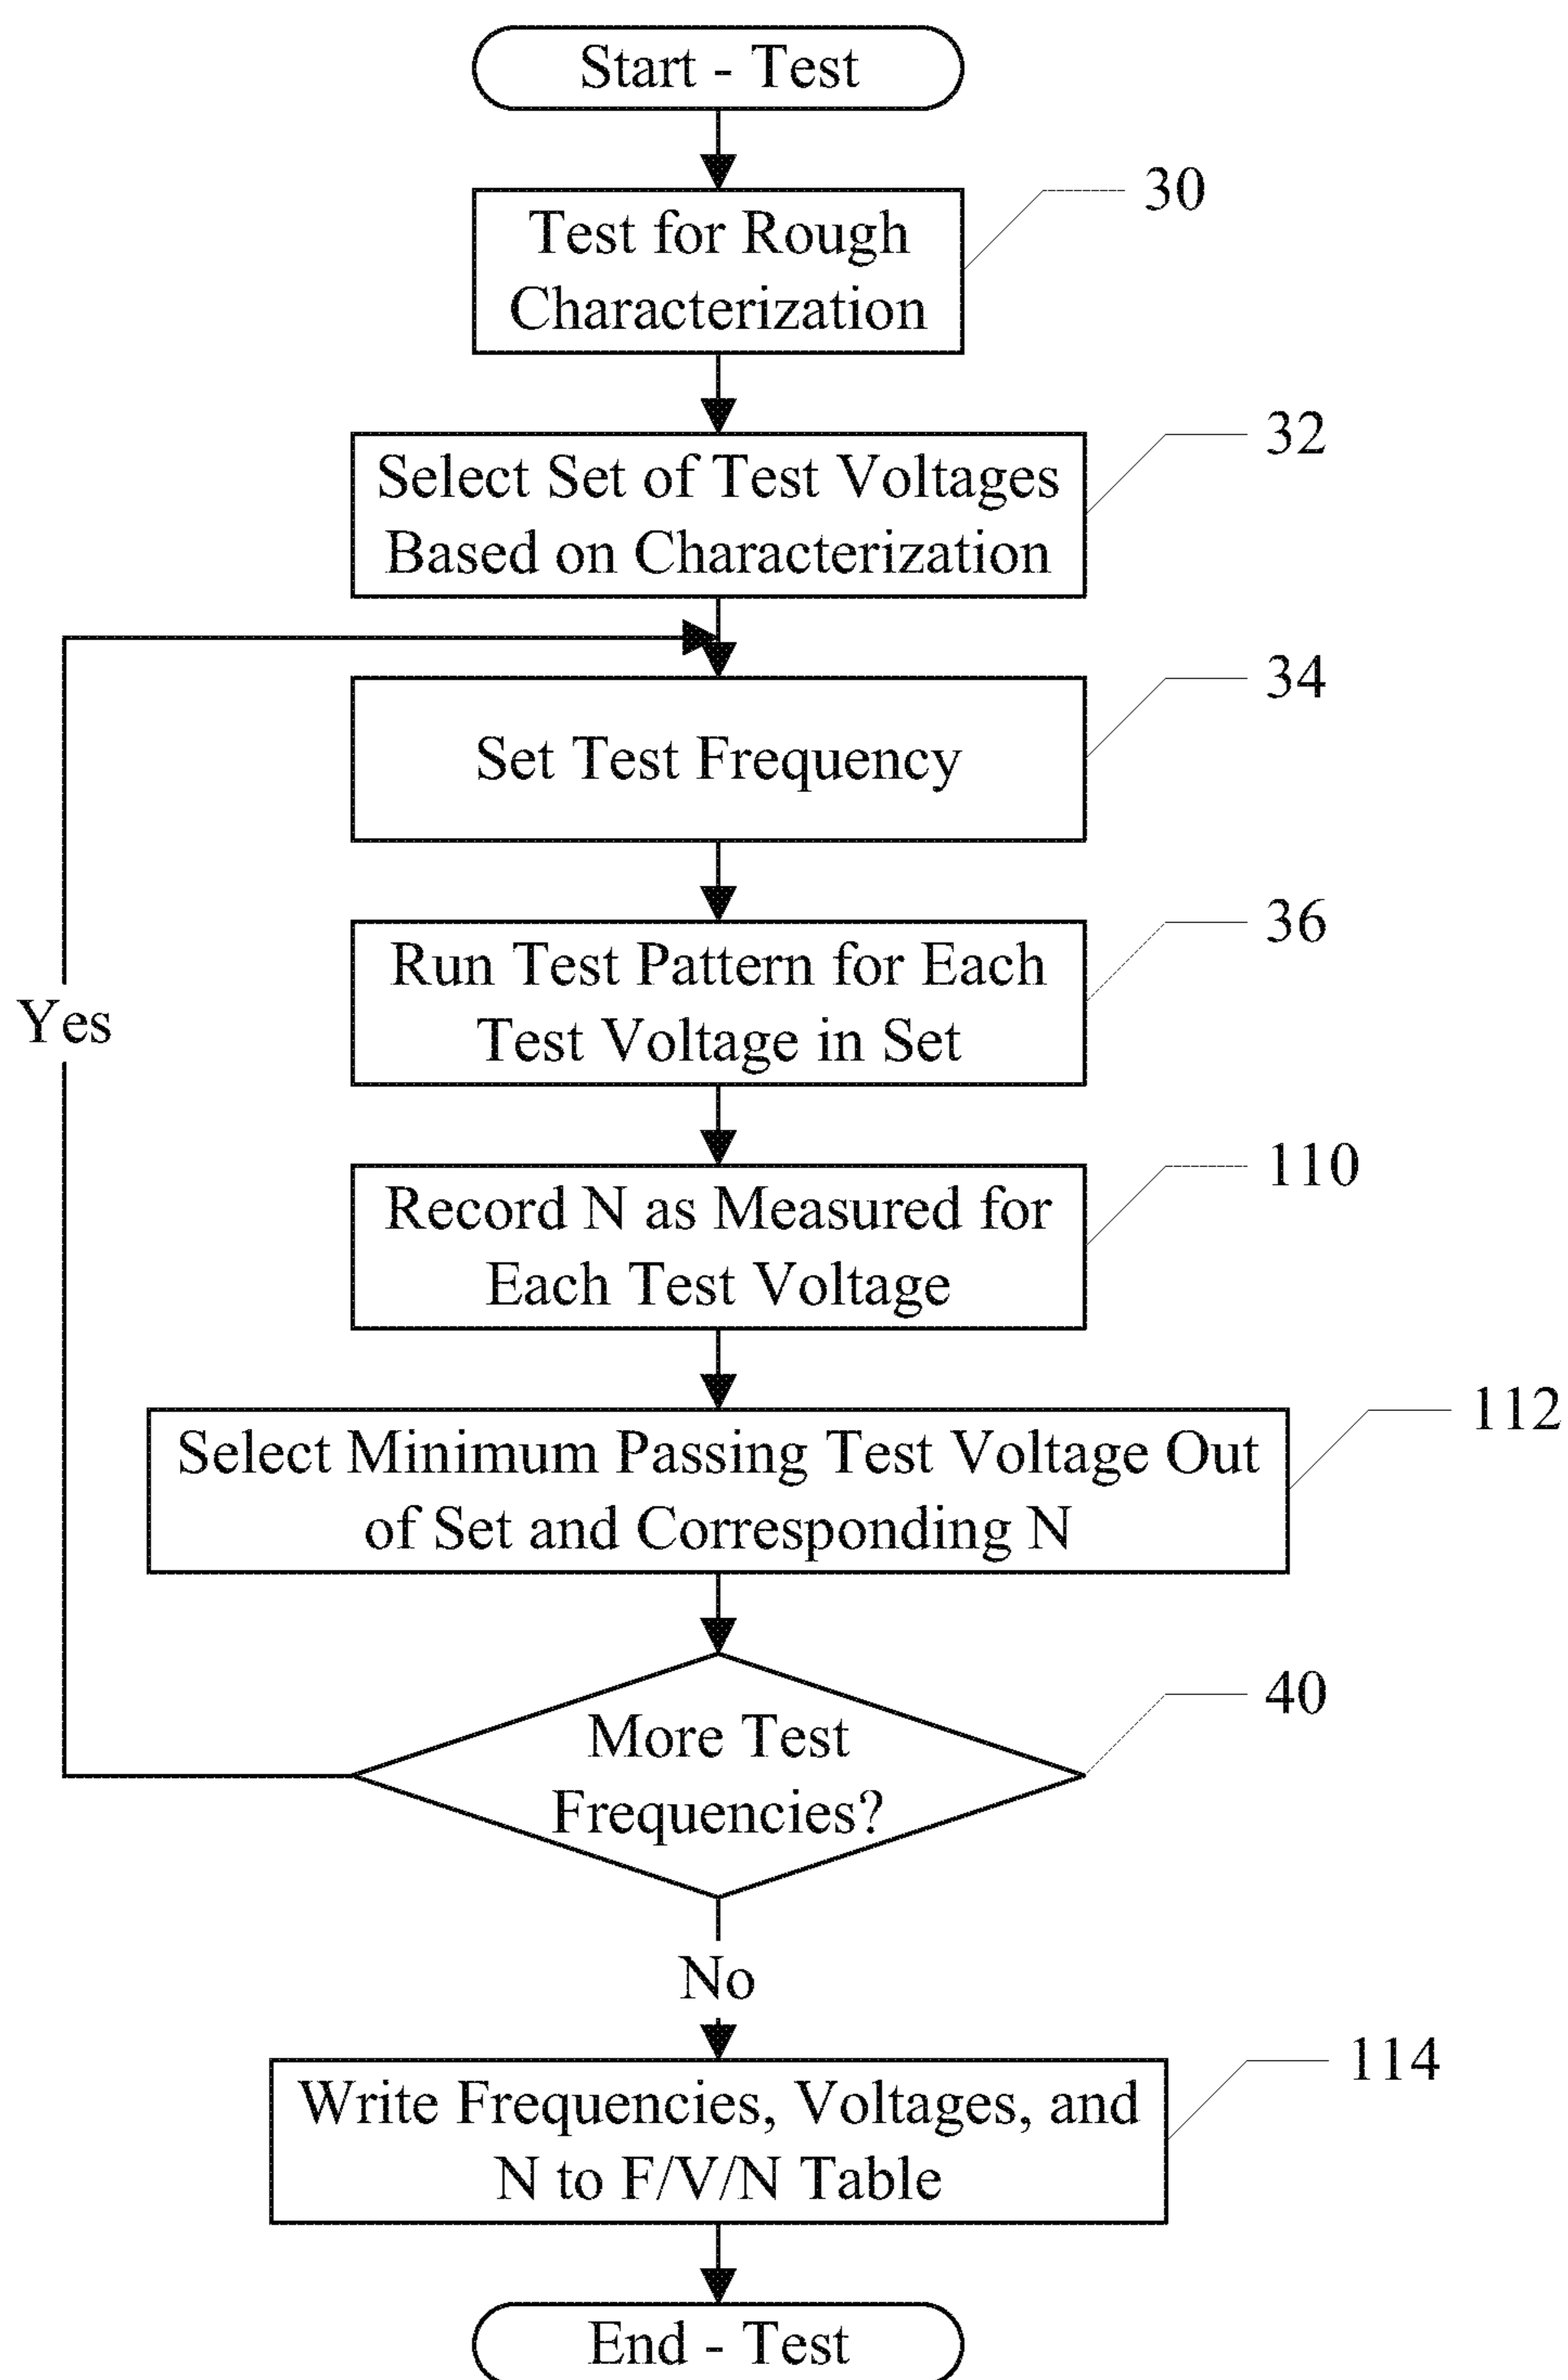 Start - Test
30
Test for Rough
Characterization
32
Select Set of Test Voltages
Based on Characterization
34
Set Test Frequency
36
Run Test Pattern for Each
Test Voltage in Set
Yes
110
Record N as Measured for
Each Test Voltage
112
Select Minimum Passing Test Voltage Out
of Set and Corresponding N
40
More Test
Frequencies?
No
114
Write Frequencies, Voltages, and
N to F/V/N Table
End - Test